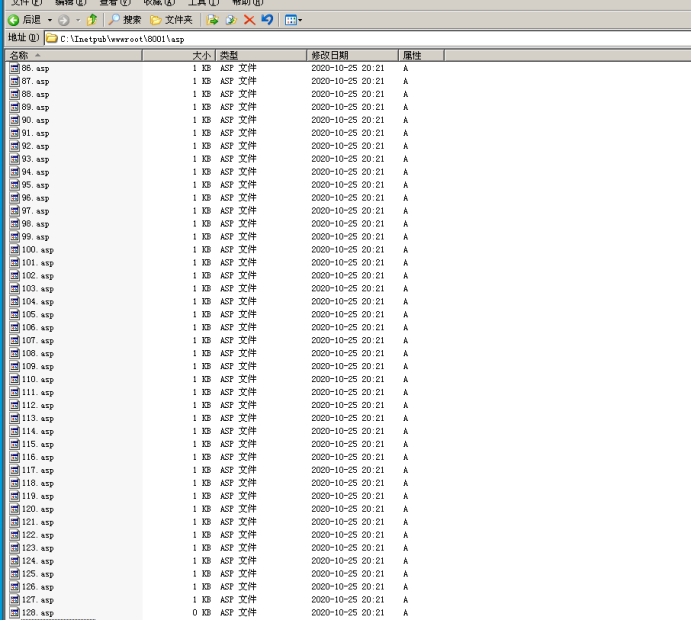 文件(F) 编辑(E) 查看(V) 收藏(A) 工具(T) 帮助(H)
后退 搜索 文件夹
地址(D) C:\Inetpub\wwwroot\8001\asp
名称 大小 类型 修改日期 属性
86.asp 1 KB ASP 文件 2020-10-25 20:21 A
87.asp 1 KB ASP 文件 2020-10-25 20:21 A
88.asp 1 KB ASP 文件 2020-10-25 20:21 A
89.asp 1 KB ASP 文件 2020-10-25 20:21 A
90.asp 1 KB ASP 文件 2020-10-25 20:21 A
91.asp 1 KB ASP 文件 2020-10-25 20:21 A
92.asp 1 KB ASP 文件 2020-10-25 20:21 A
93.asp 1 KB ASP 文件 2020-10-25 20:21 A
94.asp 1 KB ASP 文件 2020-10-25 20:21 A
95.asp 1 KB ASP 文件 2020-10-25 20:21 A
96.asp 1 KB ASP 文件 2020-10-25 20:21 A
97.asp 1 KB ASP 文件 2020-10-25 20:21 A
98.asp 1 KB ASP 文件 2020-10-25 20:21 A
99.asp 1 KB ASP 文件 2020-10-25 20:21 A
100.asp 1 KB ASP 文件 2020-10-25 20:21 A
101.asp 1 KB ASP 文件 2020-10-25 20:21 A
102.asp 1 KB ASP 文件 2020-10-25 20:21 A
103.asp 1 KB ASP 文件 2020-10-25 20:21 A
104.asp 1 KB ASP 文件 2020-10-25 20:21 A
105.asp 1 KB ASP 文件 2020-10-25 20:21 A
106.asp 1 KB ASP 文件 2020-10-25 20:21 A
107.asp 1 KB ASP 文件 2020-10-25 20:21 A
108.asp 1 KB ASP 文件 2020-10-25 20:21 A
109.asp 1 KB ASP 文件 2020-10-25 20:21 A
110.asp 1 KB ASP 文件 2020-10-25 20:21 A
111.asp 1 KB ASP 文件 2020-10-25 20:21 A
112.asp 1 KB ASP 文件 2020-10-25 20:21 A
113.asp 1 KB ASP 文件 2020-10-25 20:21 A
114.asp 1 KB ASP 文件 2020-10-25 20:21 A
115.asp 1 KB ASP 文件 2020-10-25 20:21 A
116.asp 1 KB ASP 文件 2020-10-25 20:21 A
117.asp 1 KB ASP 文件 2020-10-25 20:21 A
118.asp 1 KB ASP 文件 2020-10-25 20:21 A
119.asp 1 KB ASP 文件 2020-10-25 20:21 A
120.asp 1 KB ASP 文件 2020-10-25 20:21 A
121.asp 1 KB ASP 文件 2020-10-25 20:21 A
122.asp 1 KB ASP 文件 2020-10-25 20:21 A
123.asp 1 KB ASP 文件 2020-10-25 20:21 A
124.asp 1 KB ASP 文件 2020-10-25 20:21 A
125.asp 1 KB ASP 文件 2020-10-25 20:21 A
126.asp 1 KB ASP 文件 2020-10-25 20:21 A
127.asp 1 KB ASP 文件 2020-10-25 20:21 A
128.asp 0 KB ASP 文件 2020-10-25 20:21 A